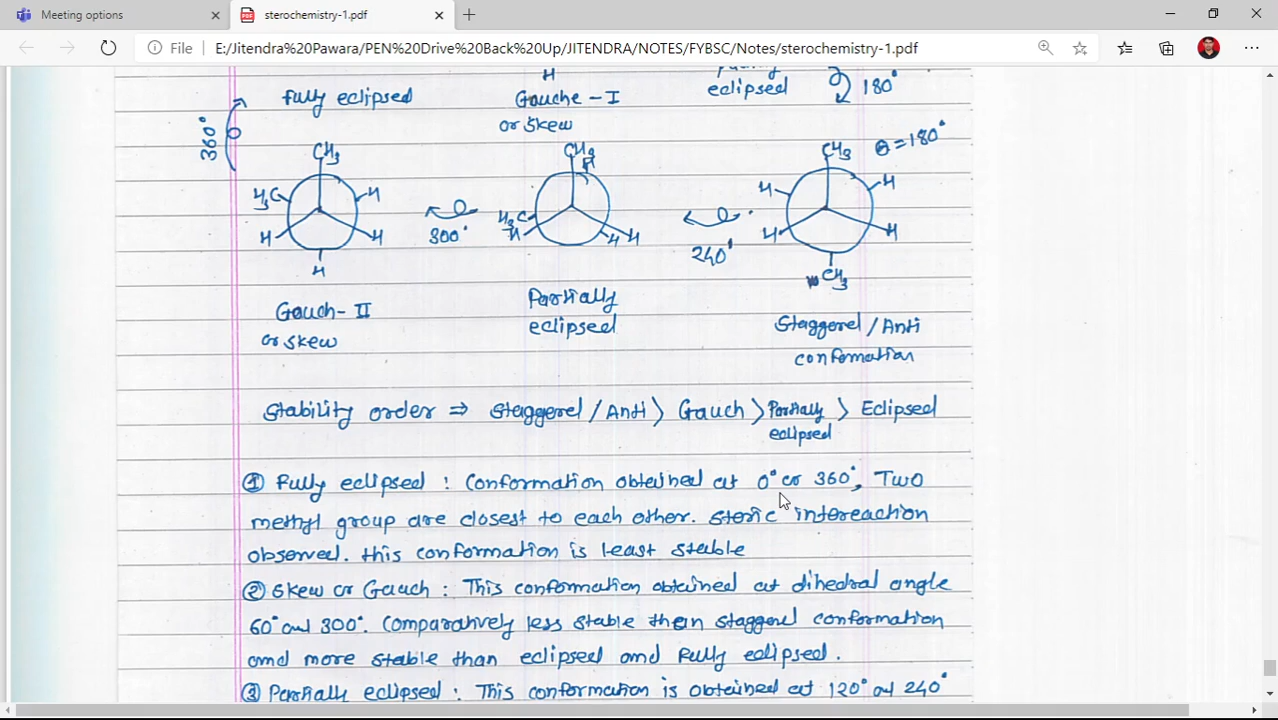 Meeting options
sterochemistry-1.pdf
File
E:/Jitendra%20Pawara/PEN%20Drive%20Back%20Up/JITENDRA/NOTES/FYBSC/Notes/sterochemistry-1.pdf
H
fully eclipsed
Gauche-I
or skew
eclipsed
180°
360°
CH3
H3C
H
H
H
H
300°
CH3
H
H3C
H
H
H
240°
CH3
θ=180°
H
H
H
H
CH3
Gauch-II
or skew
Partially
eclipsed
Staggerel/Anti
confomation
Stability order ⇒ Staggerel/Anti > Gauch > Partially eclipsed > Eclipsed
① Fully eclipsed : Conformation obtained at 0° or 360°, Two
methyl group are closest to each other. Steric intereaction
observed. this conformation is least stable
② Skew or Gauch : This conformation obtained at dihedral angle
60° and 300°. Comparatively less stable than staggerel conformation
and more stable than eclipsed and Fully eclipsed.
③ Partially eclipsed : This conformation is obtained at 120° and 240°